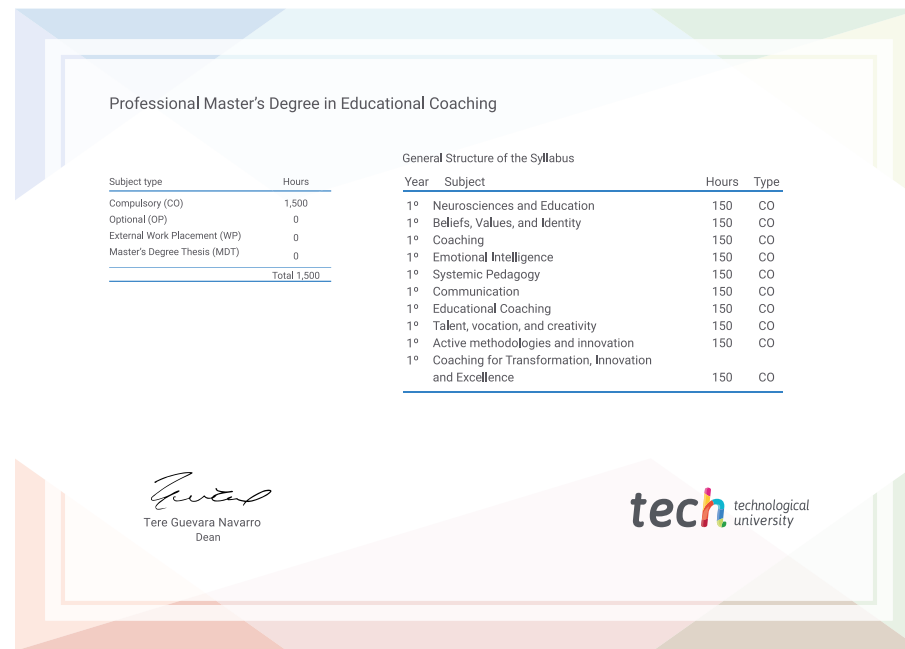 Professional Master's Degree in Educational Coaching
Subject type Hours
Compulsory (CO) 1,500
Optional (OP) 0
External Work Placement (WP) 0
Master's Degree Thesis (MDT) 0
Total 1,500
General Structure of the Syllabus
Year Subject Hours Type
1º Neurosciences and Education 150 CO
1º Beliefs, Values, and Identity 150 CO
1º Coaching 150 CO
1º Emotional Intelligence 150 CO
1º Systemic Pedagogy 150 CO
1º Communication 150 CO
1º Educational Coaching 150 CO
1º Talent, vocation, and creativity 150 CO
1º Active methodologies and innovation 150 CO
1º Coaching for Transformation, Innovation
and Excellence 150 CO
Tere Guevara Navarro
Dean
tech technological
university